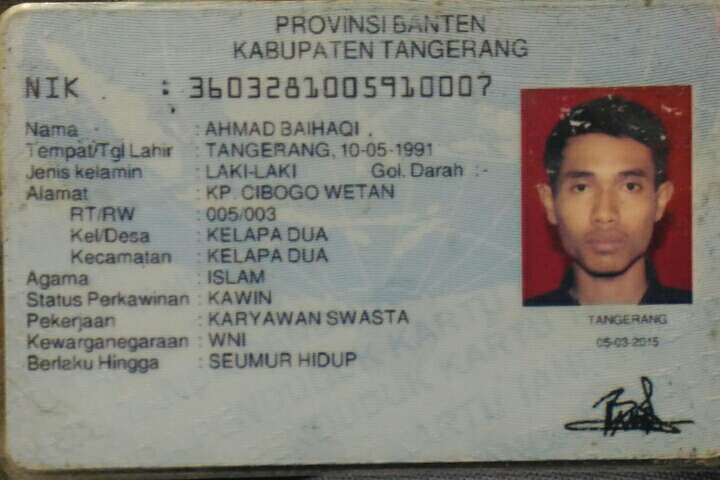 PROVINSI BANTEN
KABUPATEN TANGERANG
NIK : 3603281005910007
Nama : AHMAD BAIHAQI
Tempat/Tgl Lahir : TANGERANG, 10-05-1991
Jenis kelamin : LAKI-LAKI Gol. Darah :-
Alamat : KP. CIBOGO WETAN
RT/RW : 005/003
Kel/Desa : KELAPA DUA
Kecamatan : KELAPA DUA
Agama : ISLAM
Status Perkawinan : KAWIN
Pekerjaan : KARYAWAN SWASTA
Kewarganegaraan : WNI
Berlaku Hingga : SEUMUR HIDUP
TANGERANG
05-03-2015